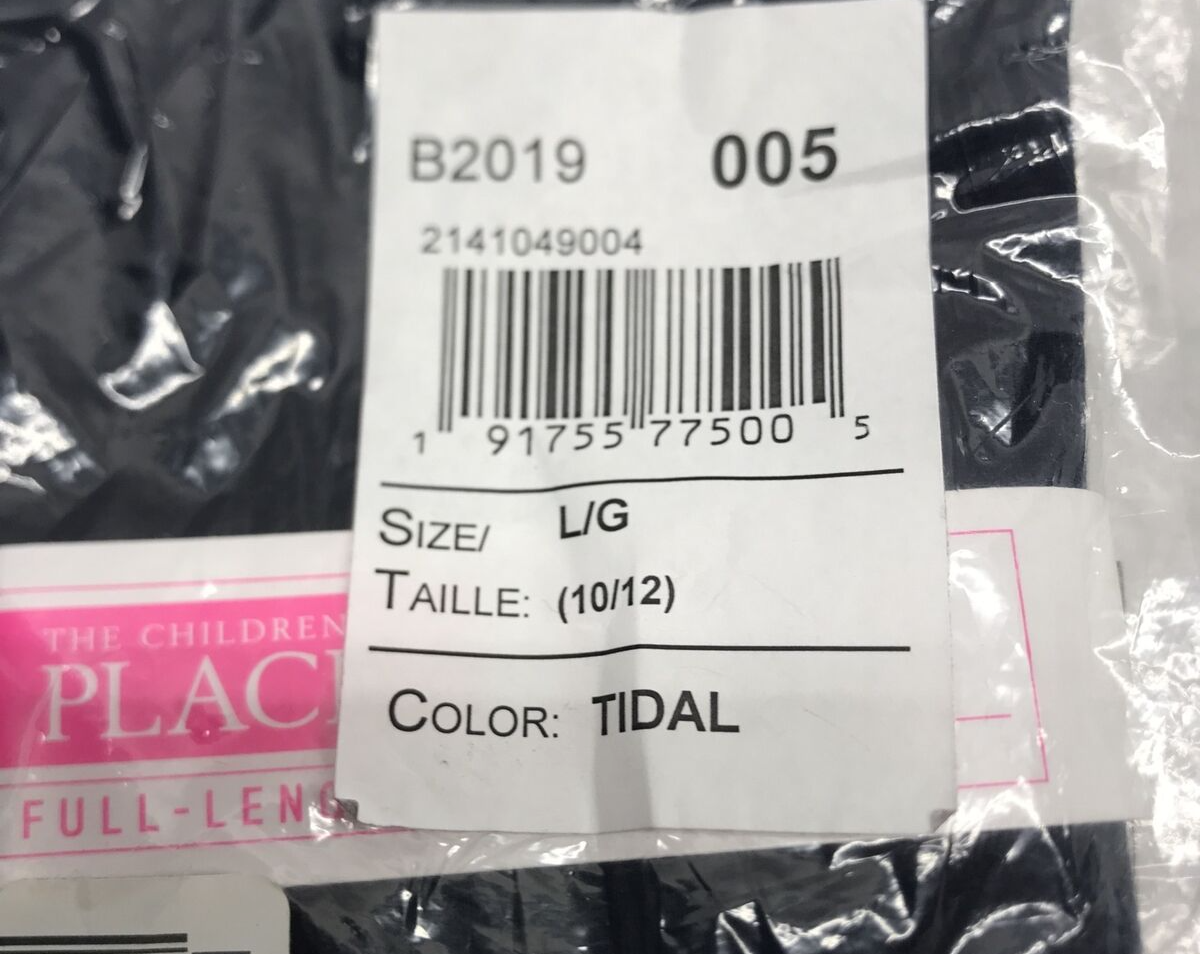 B2019 005
2141049004
1 91755 77500 5
SIZE/ L/G
TAILLE: (10/12)
COLOR: TIDAL
THE CHILDREN
PLAC
FULL-LENG